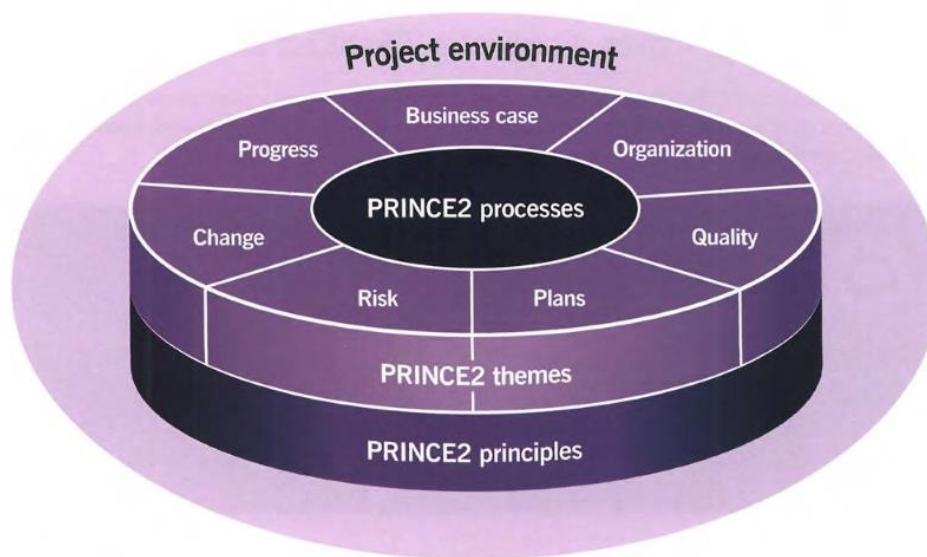 Project environment
Business case
Progress
Organization
PRINCE2 processes
Change
Quality
Risk
Plans
PRINCE2 themes
PRINCE2 principles